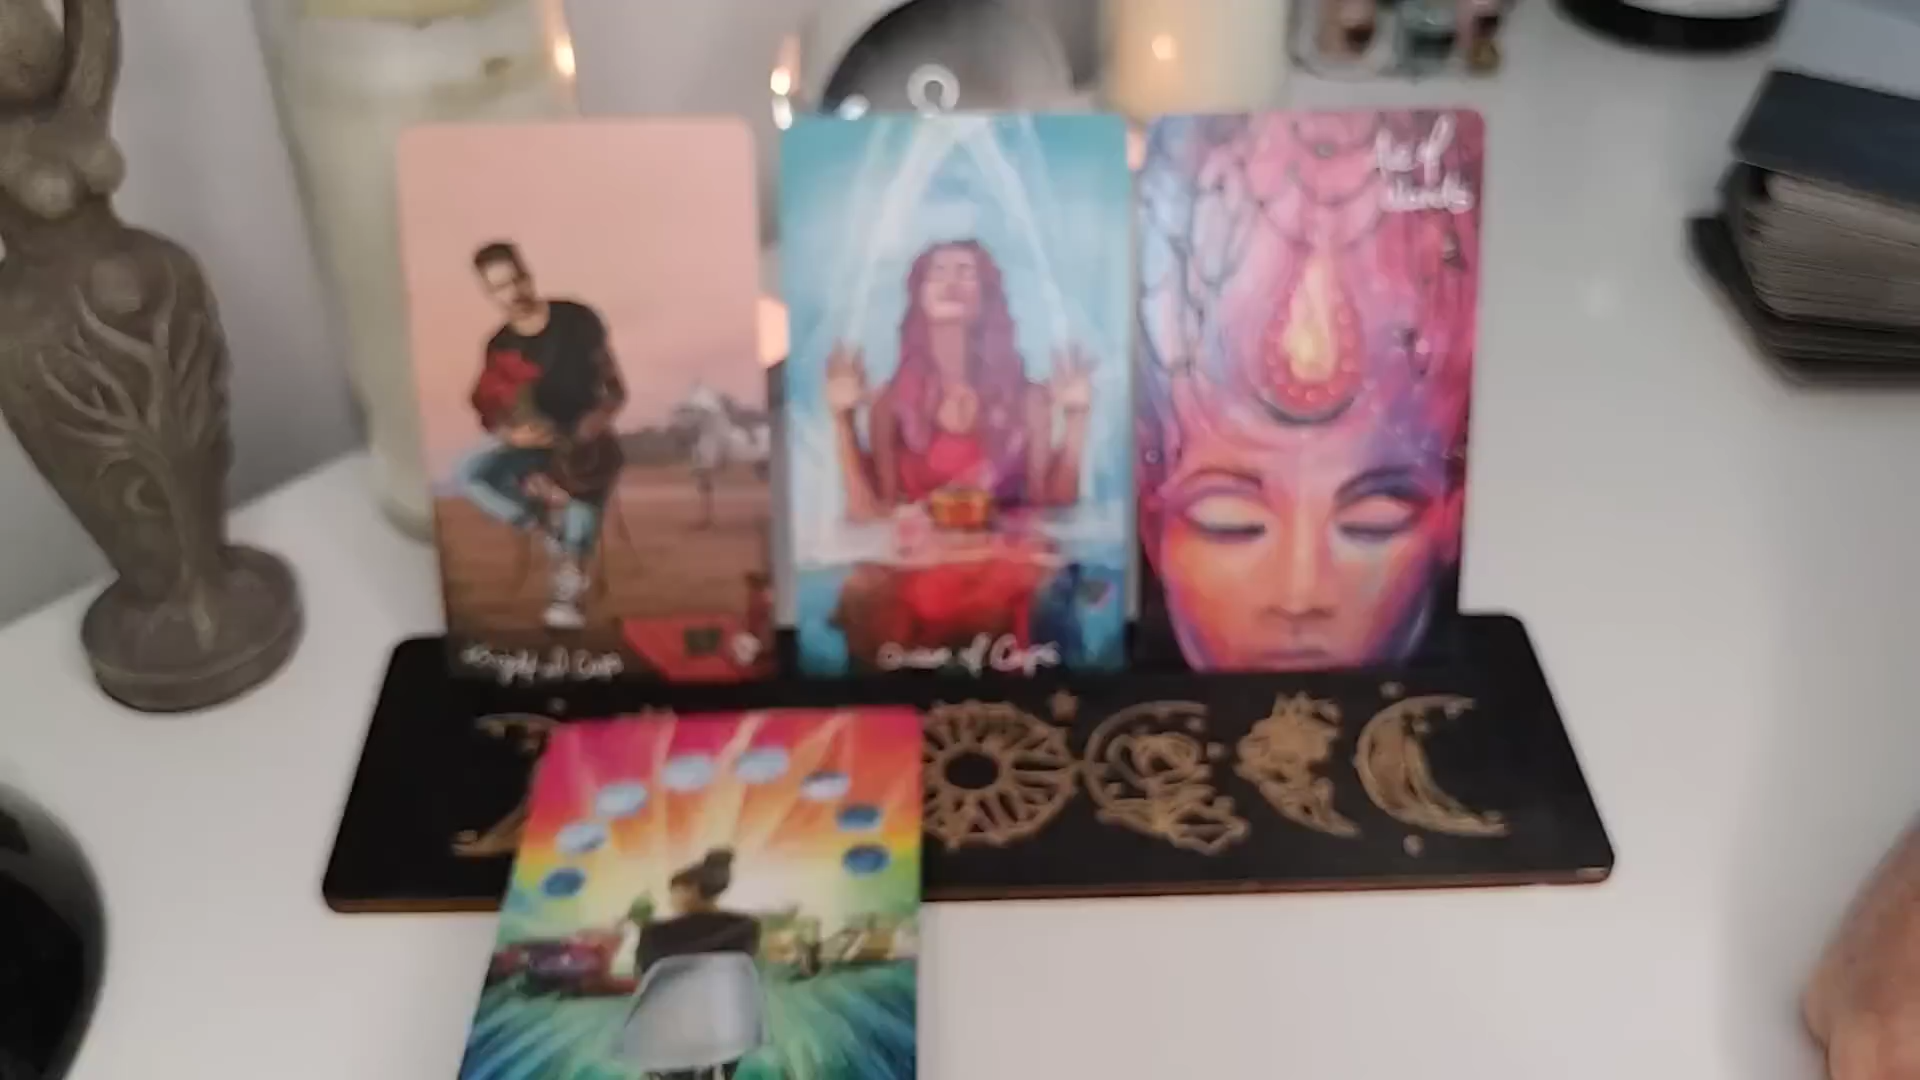 Ace of
Wands
Knight of Cups
Queen of Cups